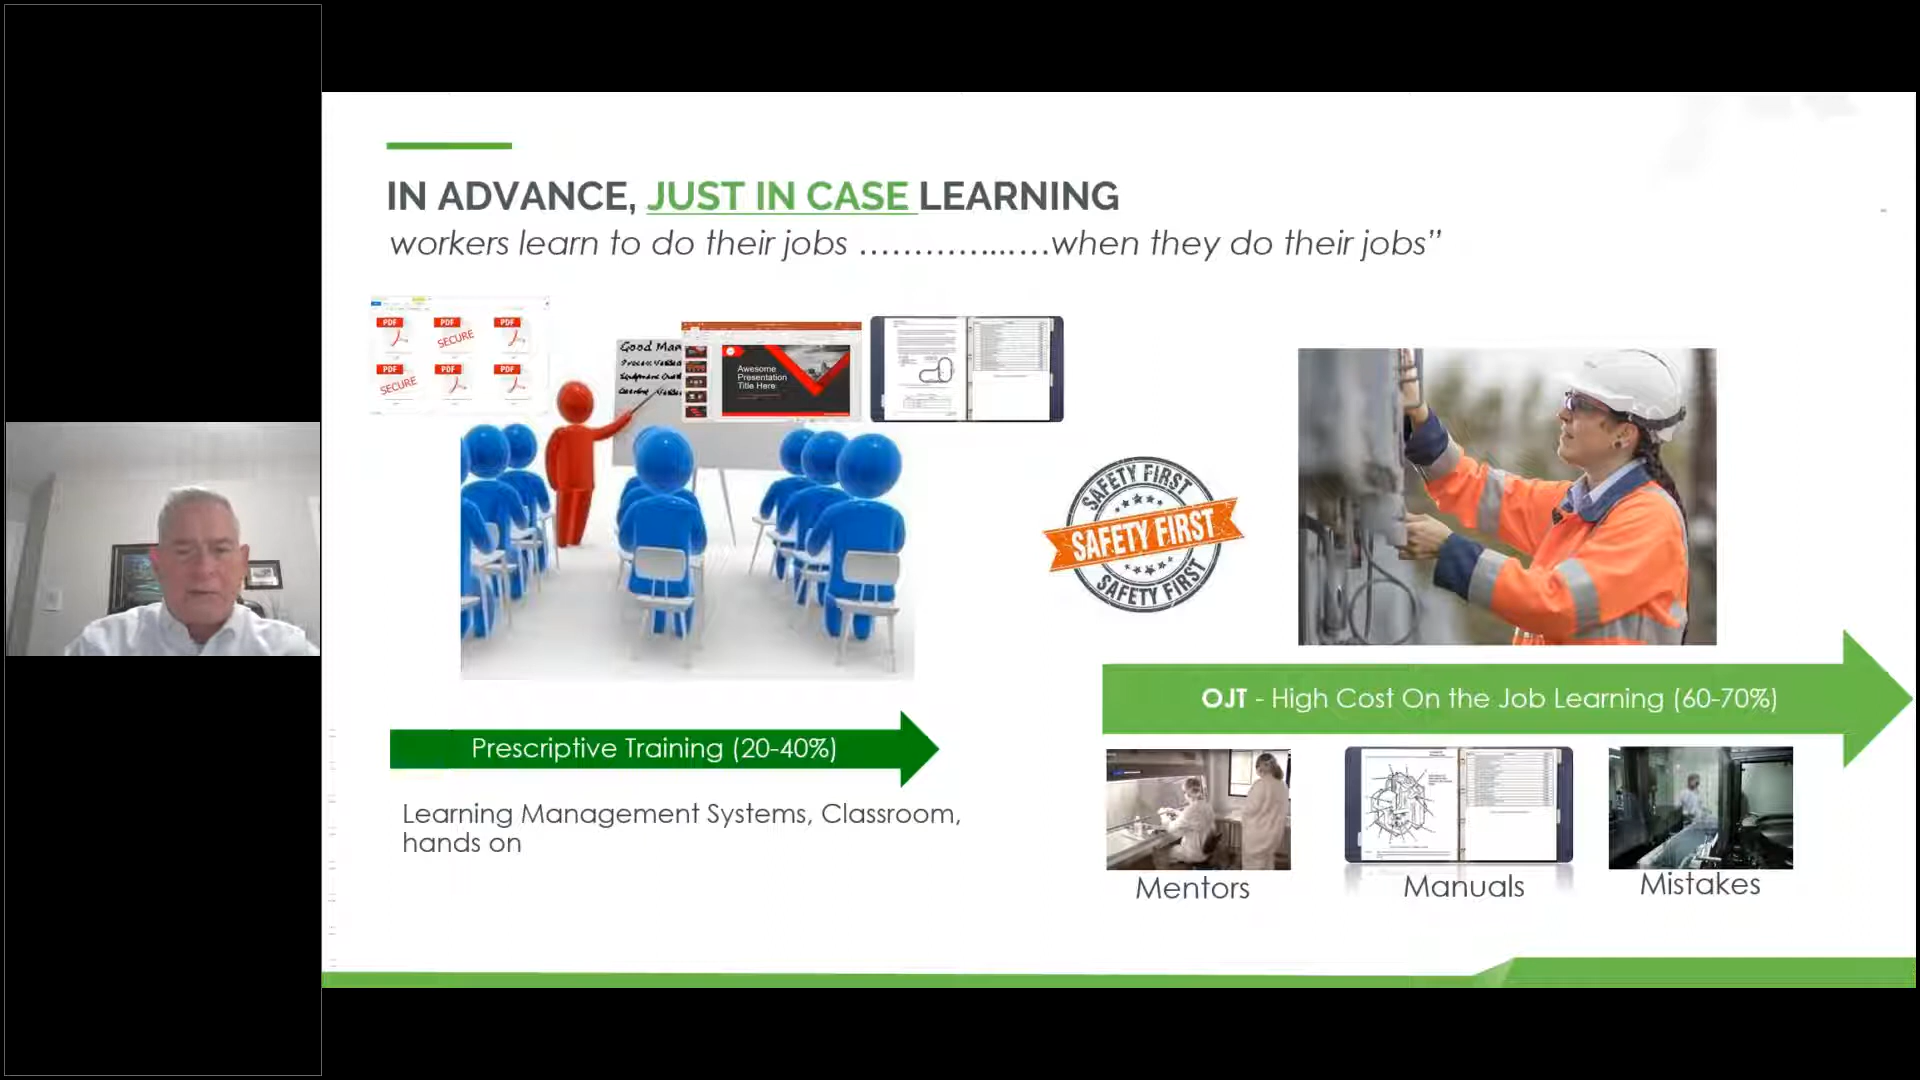 IN ADVANCE, JUST IN CASE LEARNING
workers learn to do their jobs …………...….when they do their jobs”
PDF
PDF
SECURE
PDF
PDF
SECURE
PDF
PDF
Good Man
Awesome
Presentation
Title Here
SAFETY FIRST
SAFETY FIRST
SAFETY FIRST
OJT - High Cost On the Job Learning (60-70%)
Prescriptive Training (20-40%)
Learning Management Systems, Classroom,
hands on
Mentors
Manuals
Mistakes